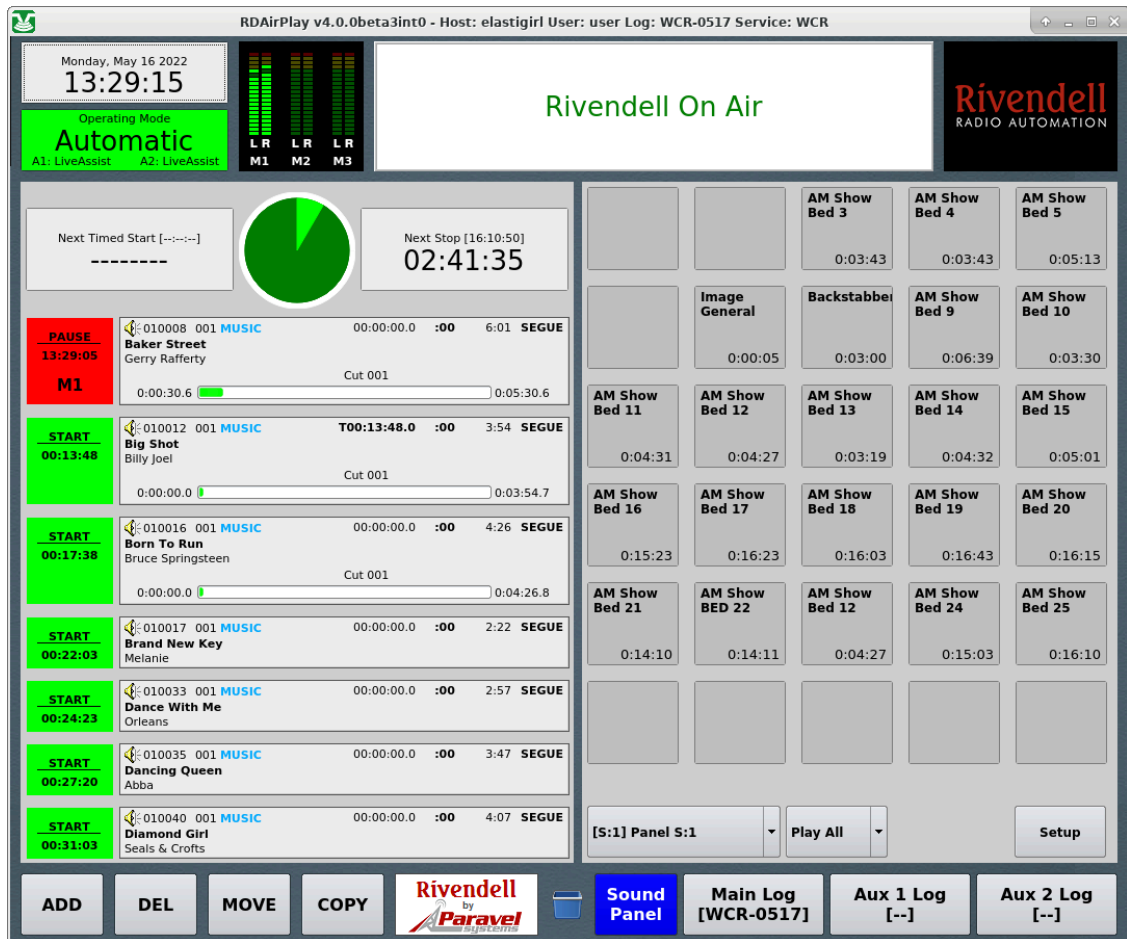 RDAirPlay v4.0.0beta3int0 - Host: elastigirl User: user Log: WCR-0517 Service: WCR
Monday, May 16 2022
13:29:15
Operating Mode
Automatic
A1: LiveAssist A2: LiveAssist
L R L R L R
M1 M2 M3
Rivendell On Air
Rivendell
RADIO AUTOMATION
Next Timed Start [--:--:--]
--------
Next Stop [16:10:50]
02:41:35
PAUSE
13:29:05
M1
010008 001 MUSIC 00:00:00.0 :00 6:01 SEGUE
Baker Street
Gerry Rafferty
Cut 001
0:00:30.6 0:05:30.6
START
00:13:48
010012 001 MUSIC T00:13:48.0 :00 3:54 SEGUE
Big Shot
Billy Joel
Cut 001
0:00:00.0 0:03:54.7
START
00:17:38
010016 001 MUSIC 00:00:00.0 :00 4:26 SEGUE
Born To Run
Bruce Springsteen
Cut 001
0:00:00.0 0:04:26.8
START
00:22:03
010017 001 MUSIC 00:00:00.0 :00 2:22 SEGUE
Brand New Key
Melanie
START
00:24:23
010033 001 MUSIC 00:00:00.0 :00 2:57 SEGUE
Dance With Me
Orleans
START
00:27:20
010035 001 MUSIC 00:00:00.0 :00 3:47 SEGUE
Dancing Queen
Abba
START
00:31:03
010040 001 MUSIC 00:00:00.0 :00 4:07 SEGUE
Diamond Girl
Seals & Crofts
AM Show Bed 3 AM Show Bed 4 AM Show Bed 5
0:03:43 0:03:43 0:05:13
Image General Backstabber AM Show Bed 9 AM Show Bed 10
0:00:05 0:03:00 0:06:39 0:03:30
AM Show Bed 11 AM Show Bed 12 AM Show Bed 13 AM Show Bed 14 AM Show Bed 15
0:04:31 0:04:27 0:03:19 0:04:32 0:05:01
AM Show Bed 16 AM Show Bed 17 AM Show Bed 18 AM Show Bed 19 AM Show Bed 20
0:15:23 0:16:23 0:16:03 0:16:43 0:16:15
AM Show Bed 21 AM Show BED 22 AM Show Bed 12 AM Show Bed 24 AM Show Bed 25
0:14:10 0:14:11 0:04:27 0:15:03 0:16:10
[S:1] Panel S:1 Play All Setup
ADD DEL MOVE COPY
Rivendell
by
Paravel
systems
Sound Panel
Main Log [WCR-0517]
Aux 1 Log [--]
Aux 2 Log [--]